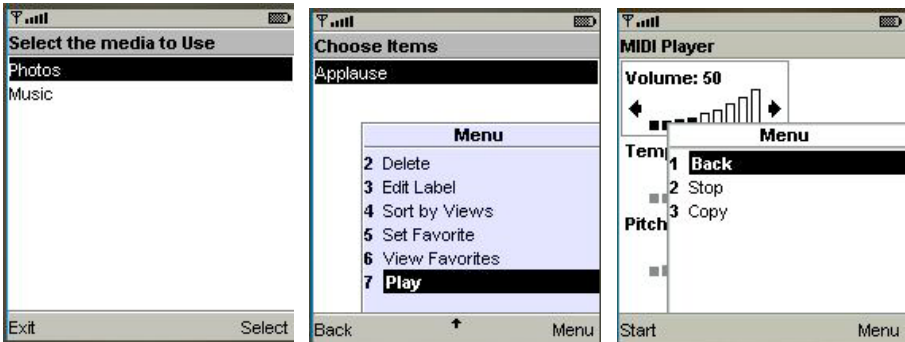 Select the media to Use
Photos
Music
Exit Select
Choose Items
Applause
Menu
2 Delete
3 Edit Label
4 Sort by Views
5 Set Favorite
6 View Favorites
7 Play
Back Menu
MIDI Player
Volume: 50
Menu
Tem
1 Back
2 Stop
3 Copy
Pitch
Start Menu